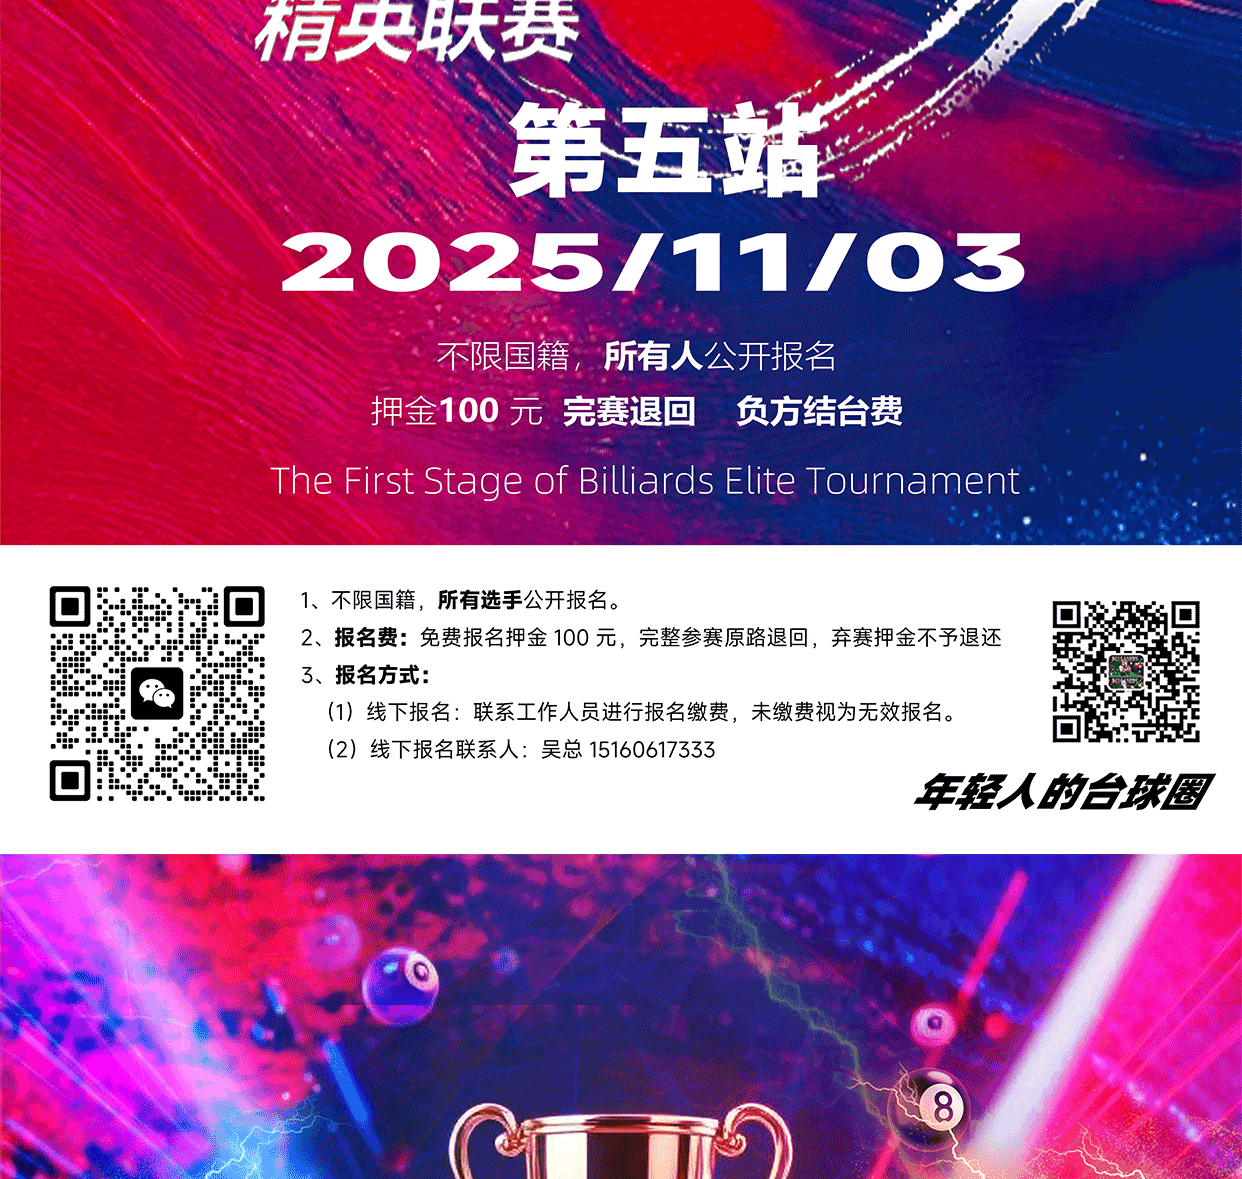 精英联赛
第五站
2025/11/03
不限国籍，所有人公开报名
押金100 元 完赛退回 负方结台费
The First Stage of Billiards Elite Tournament
1、不限国籍，所有选手公开报名。
2、报名费：免费报名押金 100 元，完整参赛原路退回，弃赛押金不予退还
3、报名方式：
（1）线下报名：联系工作人员进行报名缴费，未缴费视为无效报名。
（2）线下报名联系人：吴总 15160617333
年轻人的台球圈
8